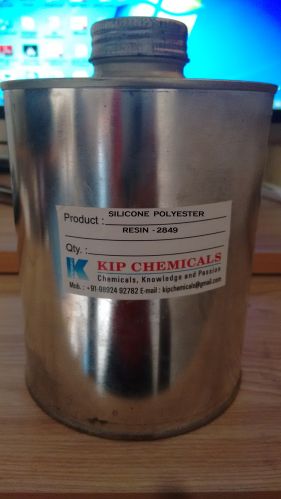 Product : SILICONE POLYESTER
RESIN - 2849
Qty. :
K KIP CHEMICALS
Chemicals, Knowledge and Passion
Mob. : +91-98924 92782 E-mail : kipchemicals@gmail.com